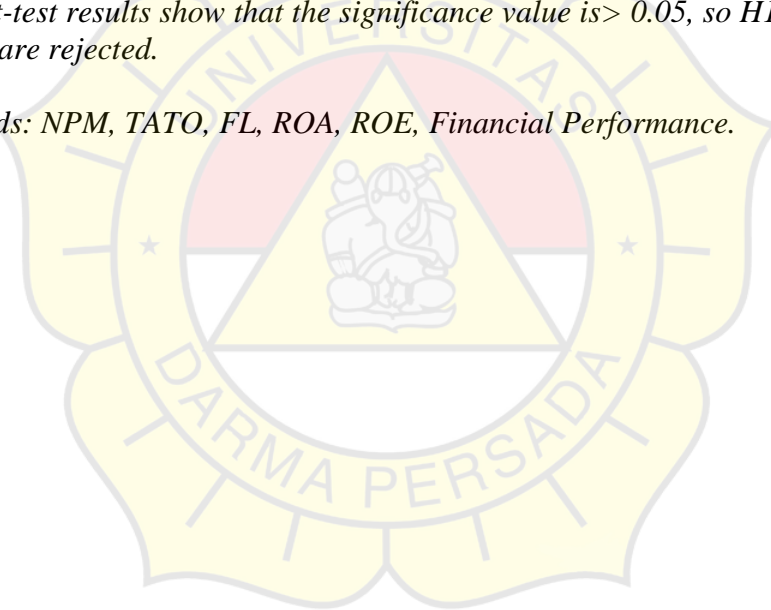 t-test results show that the significance value is> 0.05, so H1
are rejected.
ds: NPM, TATO, FL, ROA, ROE, Financial Performance.
UNIVERSITAS
DARMA PERSADA